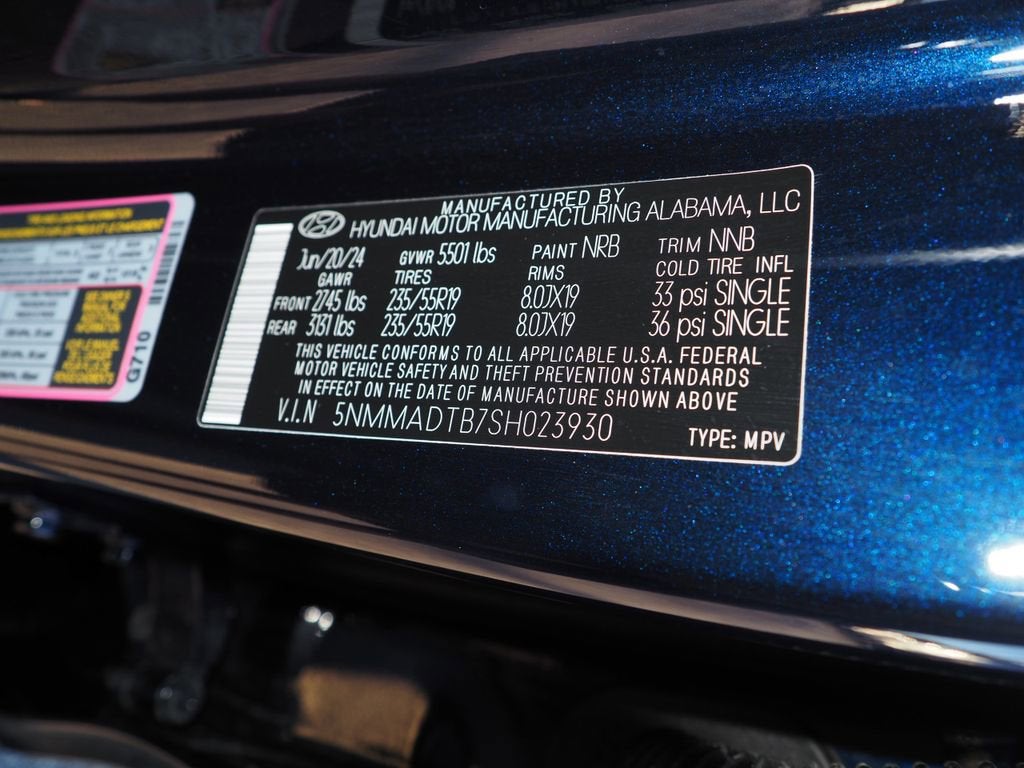 MANUFACTURED BY
HYUNDAI MOTOR MANUFACTURING ALABAMA, LLC
Jun/20/24 GVWR 5501 lbs PAINT NRB TRIM NNB
GAWR TIRES RIMS COLD TIRE INFL
FRONT 2745 lbs 235/55R19 8.0JX19 33 psi SINGLE
REAR 3131 lbs 235/55R19 8.0JX19 36 psi SINGLE
THIS VEHICLE CONFORMS TO ALL APPLICABLE U.S.A. FEDERAL
MOTOR VEHICLE SAFETY AND THEFT PREVENTION STANDARDS
IN EFFECT ON THE DATE OF MANUFACTURE SHOWN ABOVE
V.I.N 5NMMADTB7SH023930
TYPE: MPV
G710